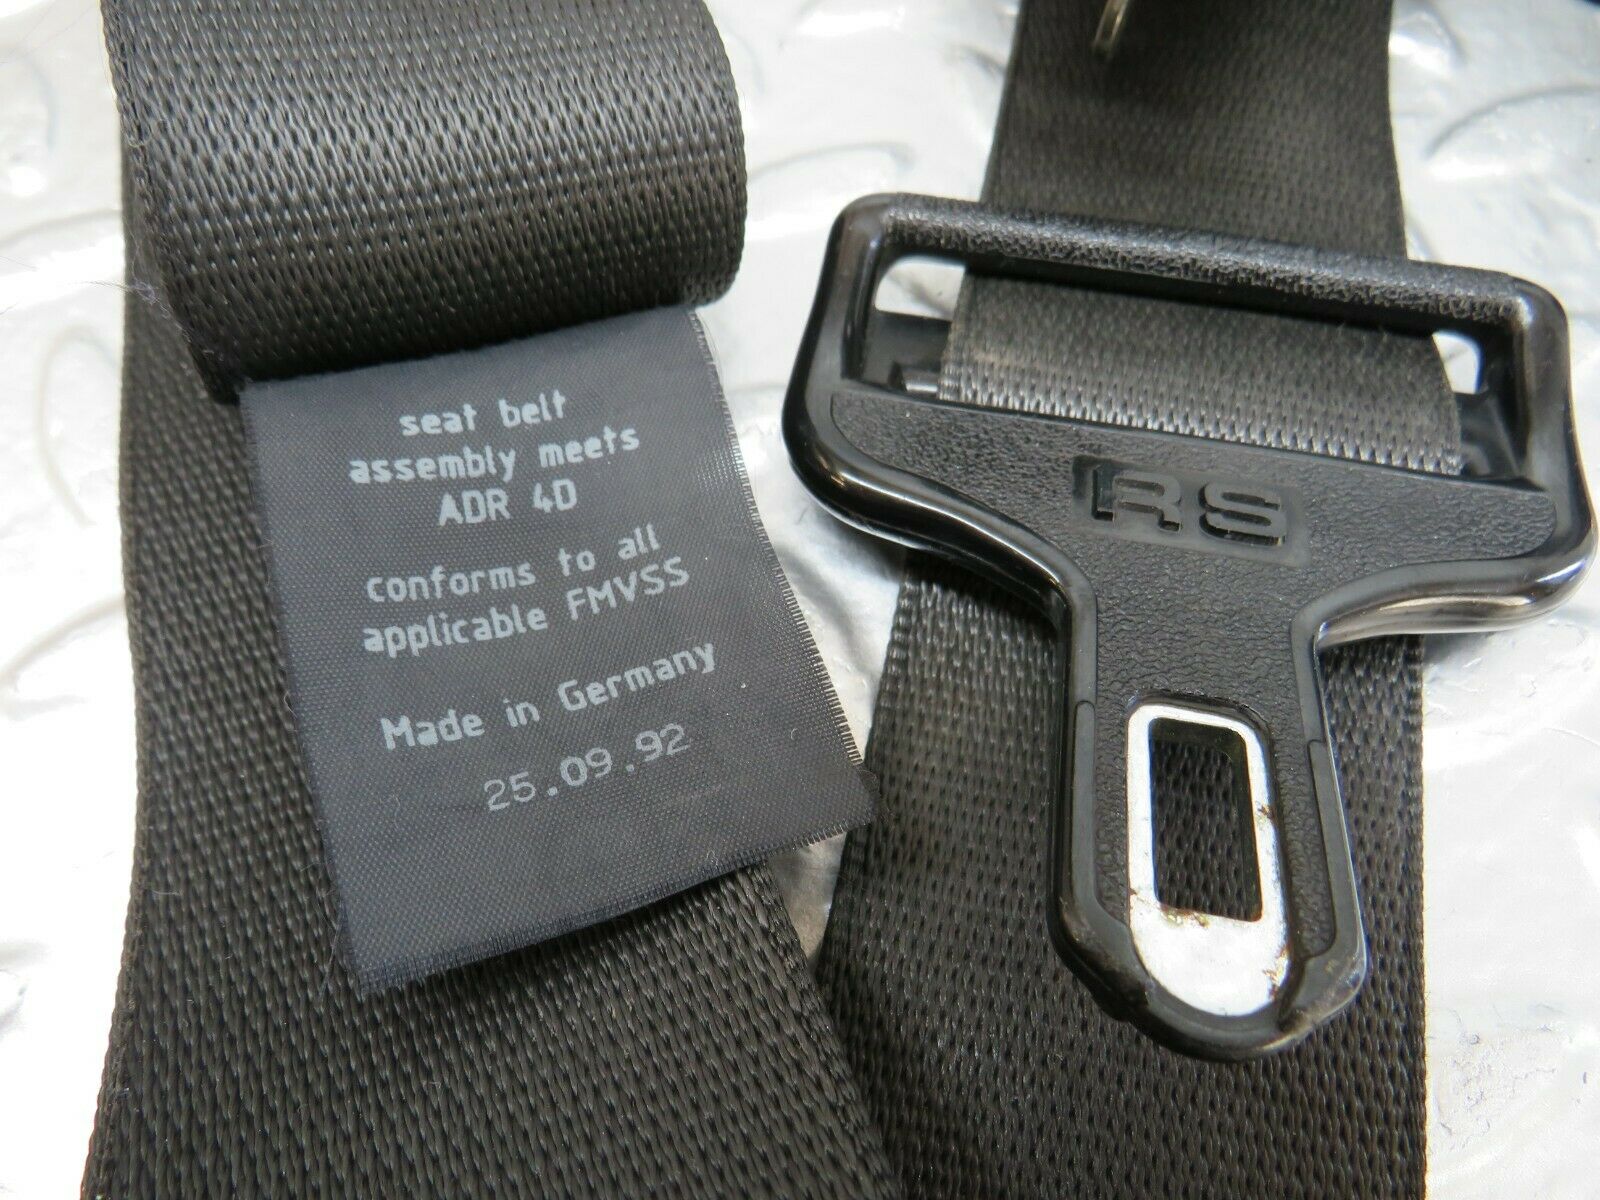 seat belt
assembly meets
ADR 4D
conforms to all
applicable FMVSS
Made in Germany
25.09.92
RS